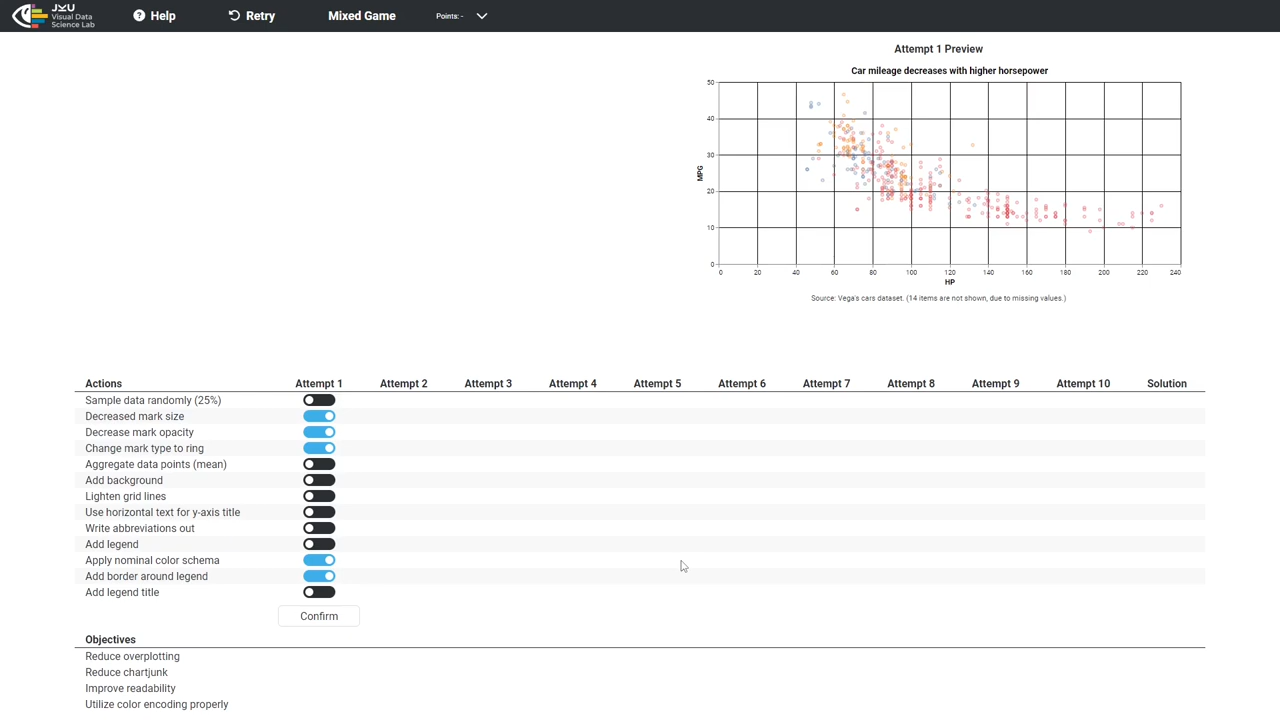 JYU
Visual Data
Science Lab
Help
Retry
Mixed Game
Points: -
Attempt 1 Preview
Car mileage decreases with higher horsepower
50
40
30
20
10
0
MPG
0 20 40 60 80 100 120 140 160 180 200 220 240
HP
Source: Vega's cars dataset. (14 items are not shown, due to missing values.)
Actions Attempt 1 Attempt 2 Attempt 3 Attempt 4 Attempt 5 Attempt 6 Attempt 7 Attempt 8 Attempt 9 Attempt 10 Solution
Sample data randomly (25%)
Decreased mark size
Decrease mark opacity
Change mark type to ring
Aggregate data points (mean)
Add background
Lighten grid lines
Use horizontal text for y-axis title
Write abbreviations out
Add legend
Apply nominal color schema
Add border around legend
Add legend title
Confirm
Objectives
Reduce overplotting
Reduce chartjunk
Improve readability
Utilize color encoding properly